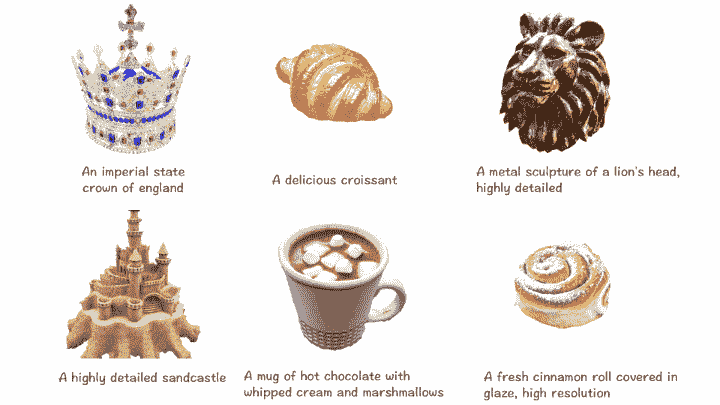 An imperial state
crown of england
A delicious croissant
A metal sculpture of a lion's head,
highly detailed
A highly detailed sandcastle
A mug of hot chocolate with
whipped cream and marshmallows
A fresh cinnamon roll covered in
glaze, high resolution